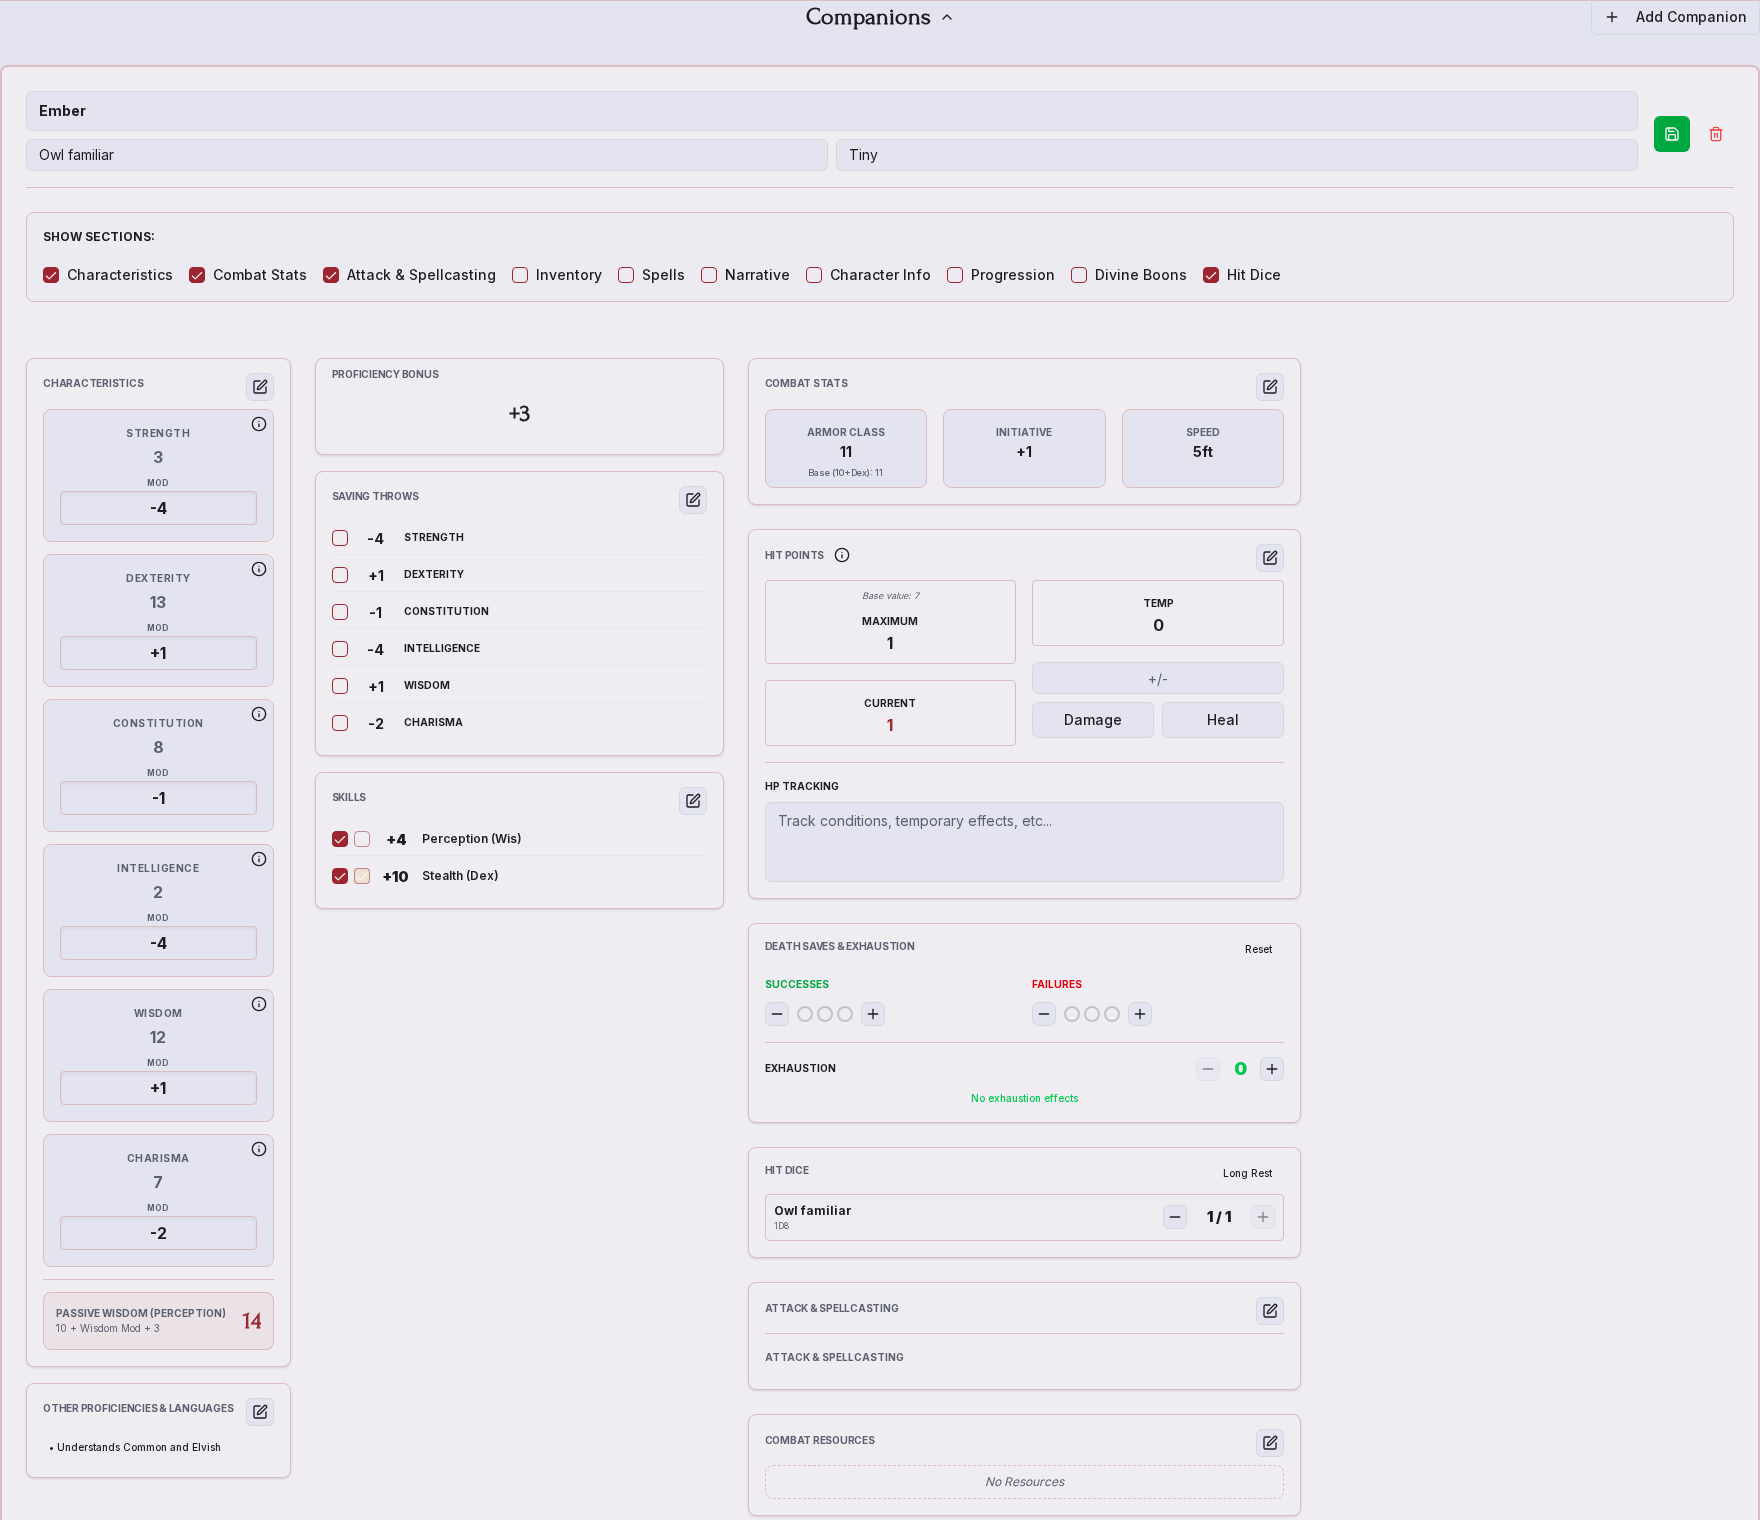 Companions
Add Companion
Ember
Owl familiar
Tiny
SHOW SECTIONS:
Characteristics
Combat Stats
Attack & Spellcasting
Inventory
Spells
Narrative
Character Info
Progression
Divine Boons
Hit Dice
CHARACTERISTICS
STRENGTH
3
MOD
-4
DEXTERITY
13
MOD
+1
CONSTITUTION
8
MOD
-1
INTELLIGENCE
2
MOD
-4
WISDOM
12
MOD
+1
CHARISMA
7
MOD
-2
PASSIVE WISDOM (PERCEPTION)
10 + Wisdom Mod + 3
14
OTHER PROFICIENCIES & LANGUAGES
• Understands Common and Elvish
PROFICIENCY BONUS
+3
SAVING THROWS
-4 STRENGTH
+1 DEXTERITY
-1 CONSTITUTION
-4 INTELLIGENCE
+1 WISDOM
-2 CHARISMA
SKILLS
+4 Perception (Wis)
+10 Stealth (Dex)
COMBAT STATS
ARMOR CLASS
11
Base (10+Dex): 11
INITIATIVE
+1
SPEED
5ft
HIT POINTS
Base value: 7
MAXIMUM
1
TEMP
0
CURRENT
1
+/-
Damage
Heal
HP TRACKING
Track conditions, temporary effects, etc...
DEATH SAVES & EXHAUSTION
Reset
SUCCESSES
FAILURES
EXHAUSTION
0
No exhaustion effects
HIT DICE
Long Rest
Owl familiar
1D8
1 / 1
ATTACK & SPELLCASTING
ATTACK & SPELLCASTING
COMBAT RESOURCES
No Resources